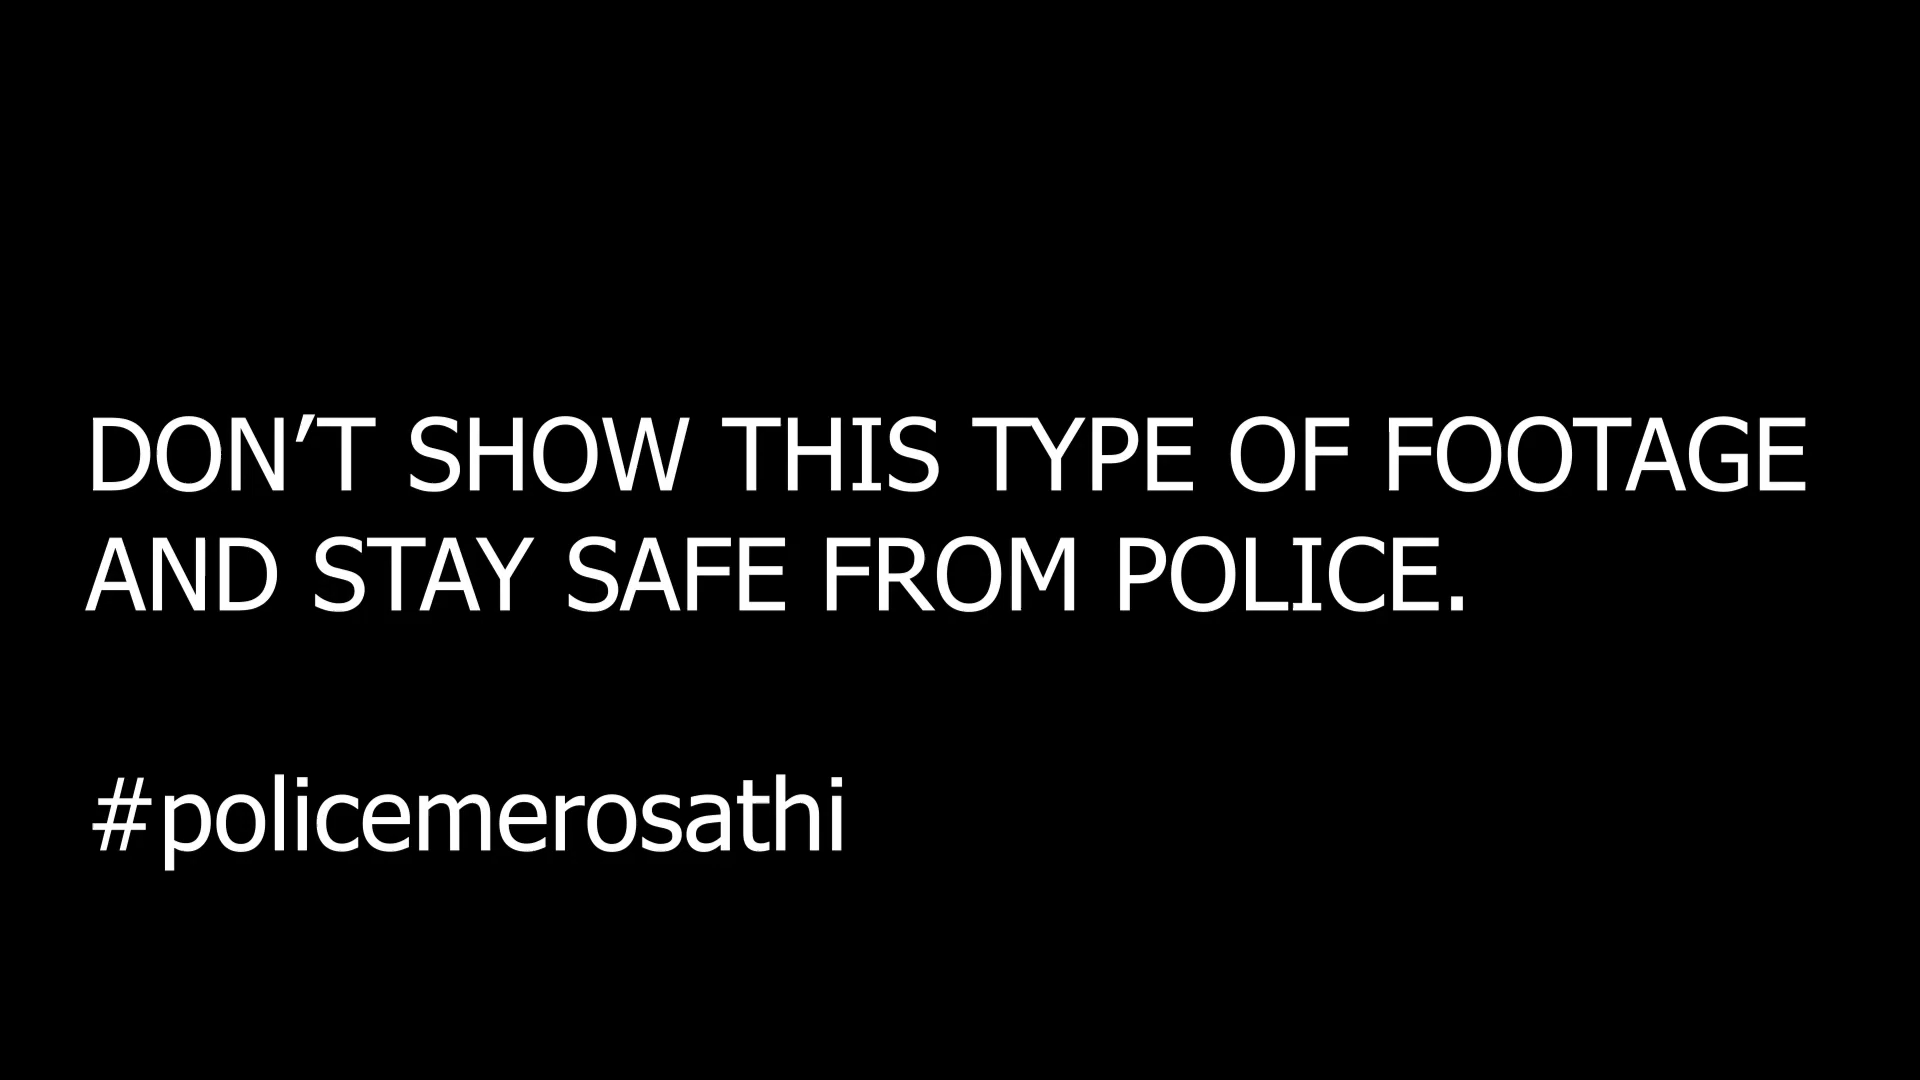 DON’T SHOW THIS TYPE OF FOOTAGE
AND STAY SAFE FROM POLICE.
#policemerosathi